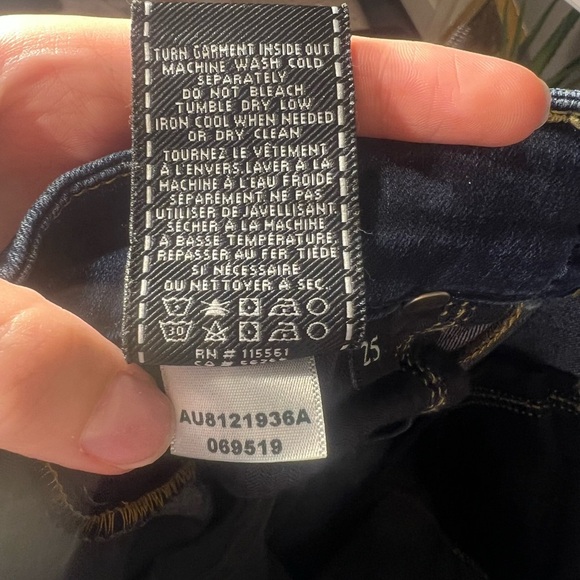 TURN GARMENT INSIDE OUT
MACHINE WASH COLD
SEPARATELY
DO NOT BLEACH
TUMBLE DRY LOW
IRON COOL WHEN NEEDED
OR DRY CLEAN
TOURNEZ LE VÊTEMENT
À L'ENVERS.LAVER À LA
MACHINE À L'EAU FROIDE
SÉPARÉMENT. NE PAS
UTILISER DE JAVELLISANT.
SÉCHER À LA MACHINE
À BASSE TEMPÉRATURE.
REPASSER AU FER TIÈDE
SI NÉCESSAIRE
OU NETTOYER À SEC.
30
RN # 115561
25
AU8121936A
069519